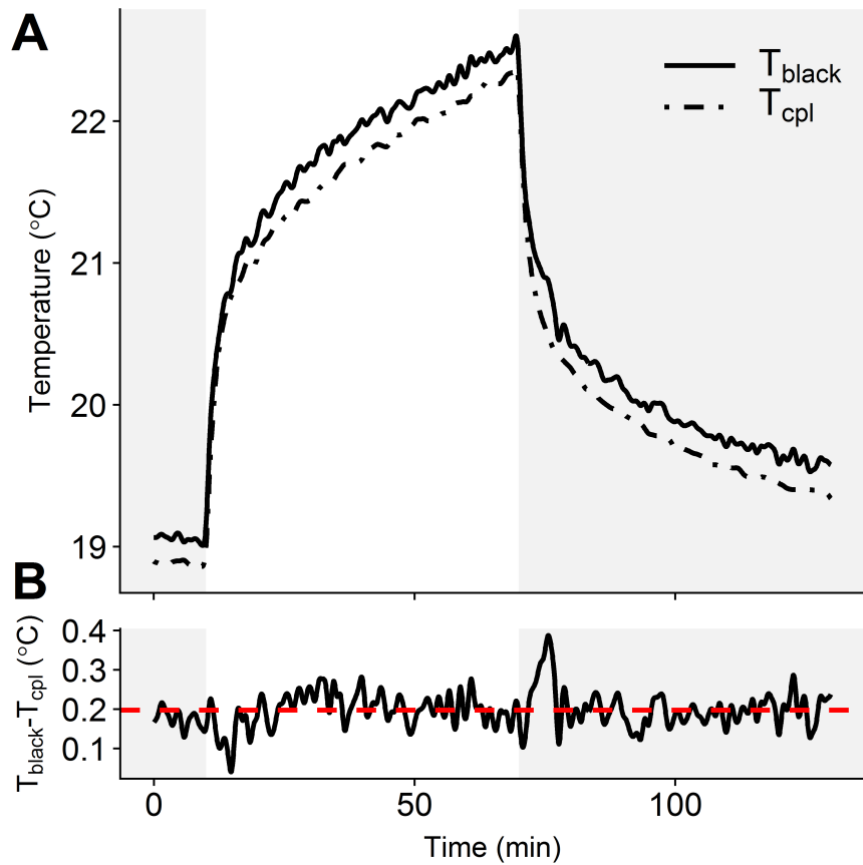 A
T_black
T_cpl
Temperature (°C)
22
21
20
19
B
T_black-T_cpl (°C)
0.4
0.3
0.2
0.1
0
50
100
Time (min)